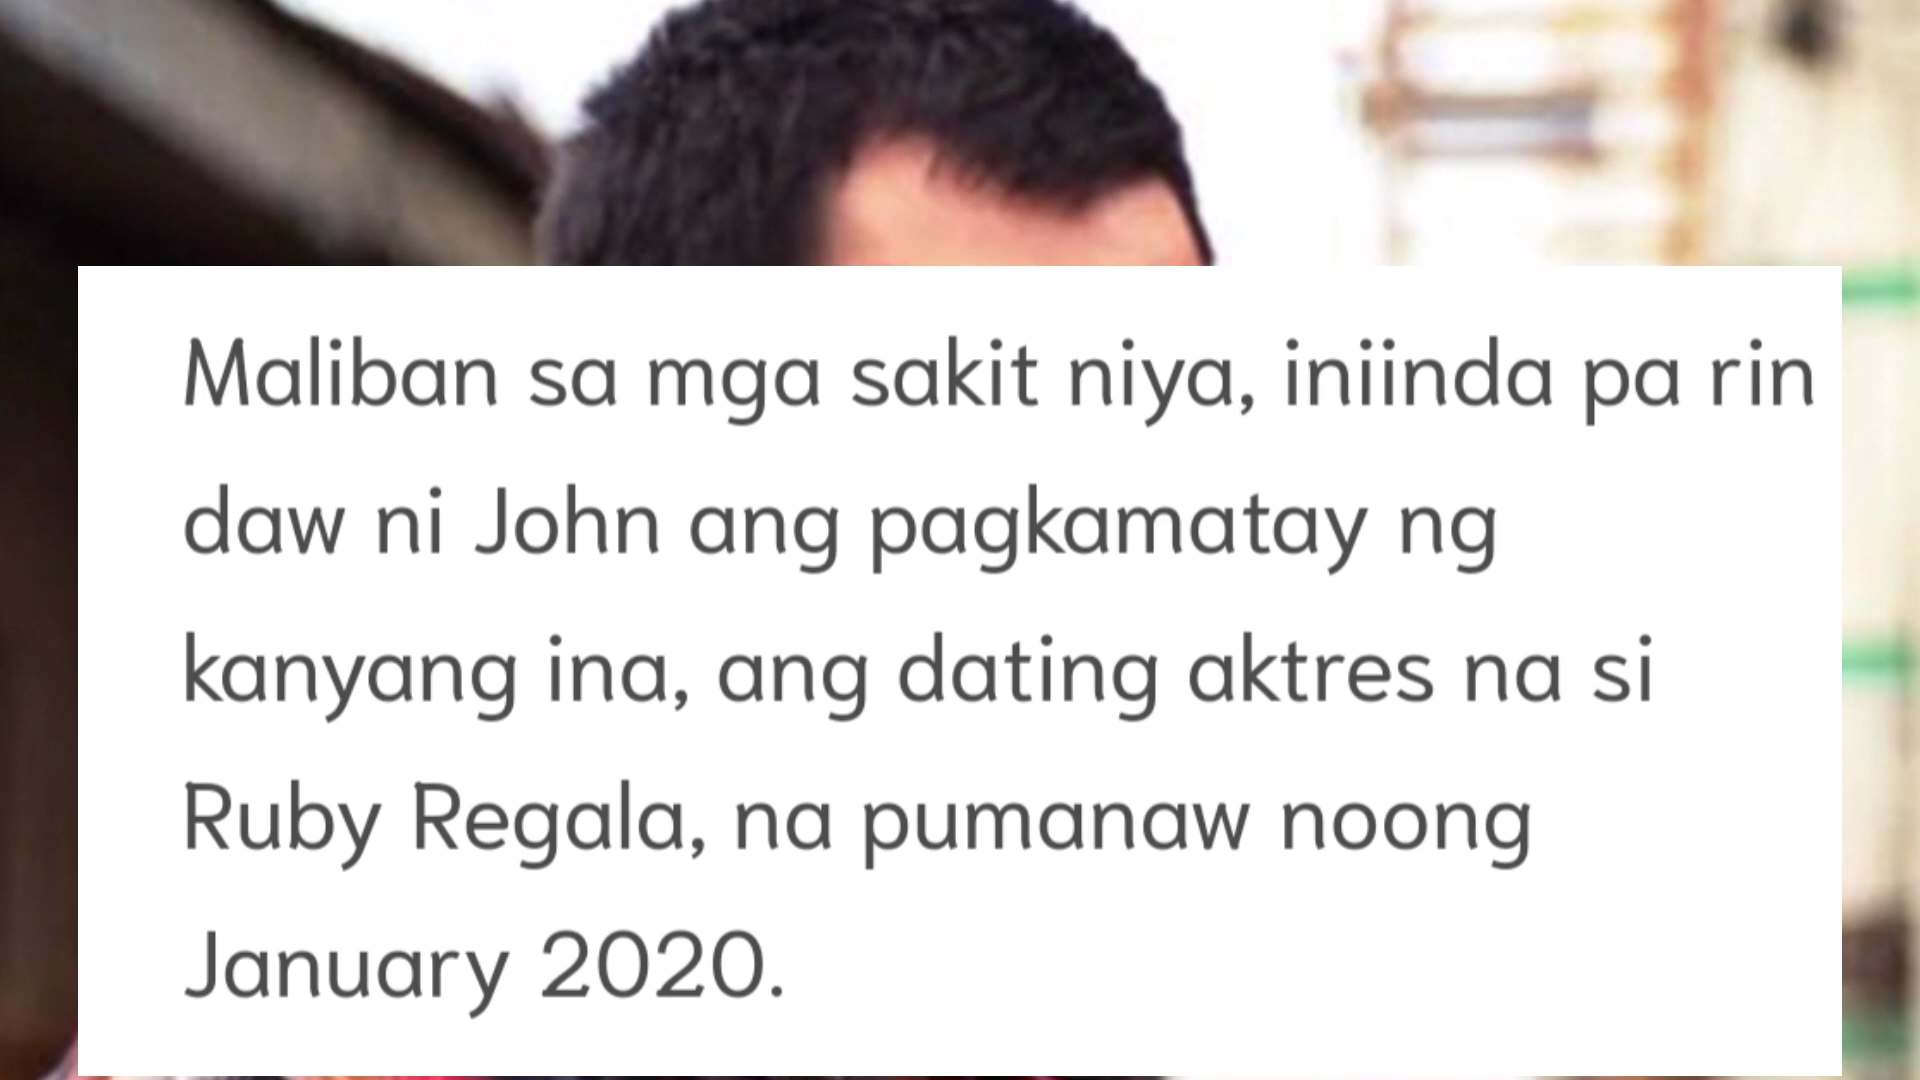 Maliban sa mga sakit niya, iniinda pa rin
daw ni John ang pagkamatay ng
kanyang ina, ang dating aktres na si
Ruby Regala, na pumanaw noong
January 2020.